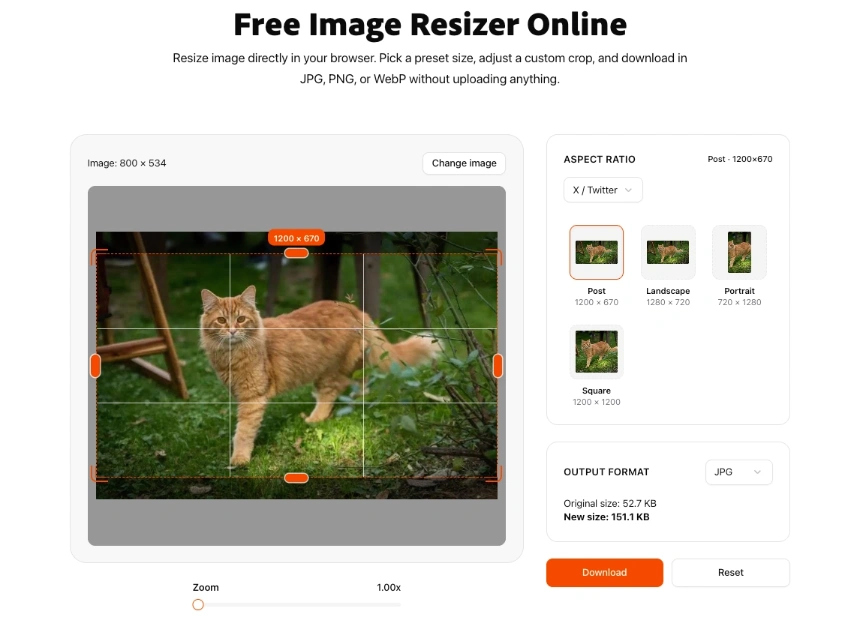 Free Image Resizer Online
Resize image directly in your browser. Pick a preset size, adjust a custom crop, and download in
JPG, PNG, or WebP without uploading anything.
Image: 800 × 534
Change image
1200 × 670
Zoom
1.00x
ASPECT RATIO
Post · 1200×670
X / Twitter
Post
1200 × 670
Landscape
1280 × 720
Portrait
720 × 1280
Square
1200 × 1200
OUTPUT FORMAT
JPG
Original size: 52.7 KB
New size: 151.1 KB
Download
Reset